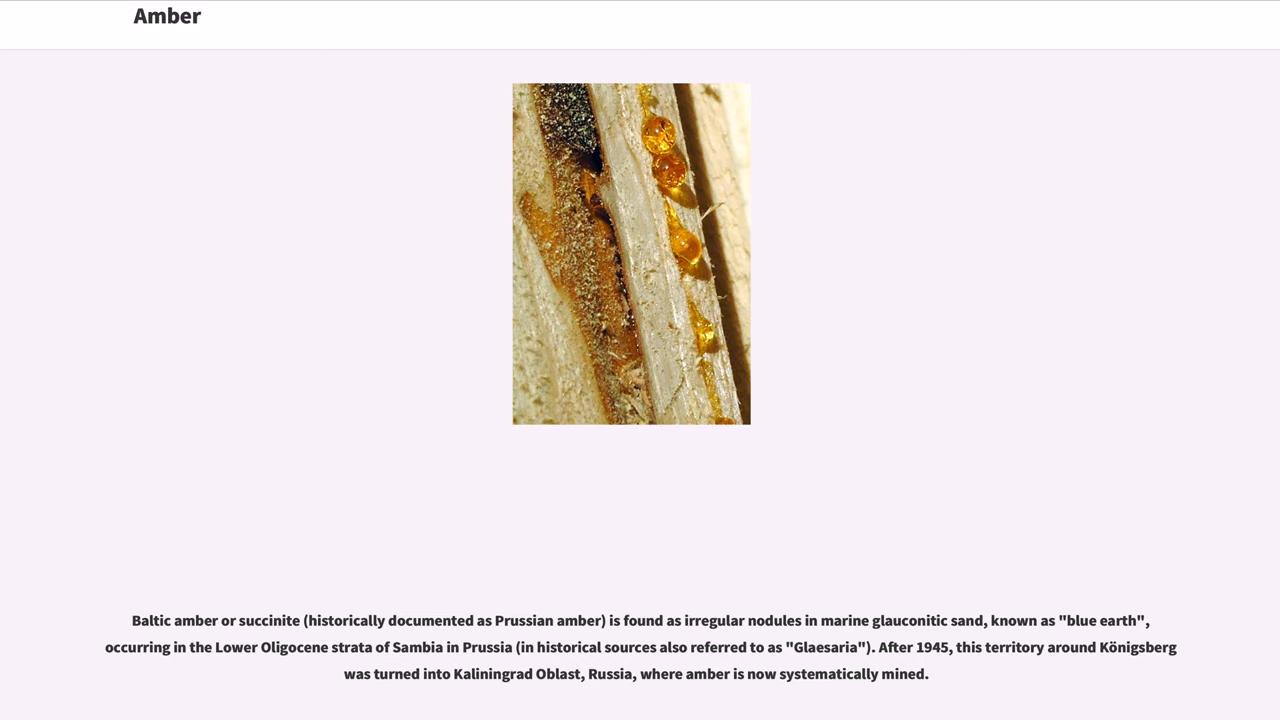 Amber
Baltic amber or succinite (historically documented as Prussian amber) is found as irregular nodules in marine glauconitic sand, known as "blue earth",
occurring in the Lower Oligocene strata of Sambia in Prussia (in historical sources also referred to as "Glaesaria"). After 1945, this territory around Königsberg
was turned into Kaliningrad Oblast, Russia, where amber is now systematically mined.